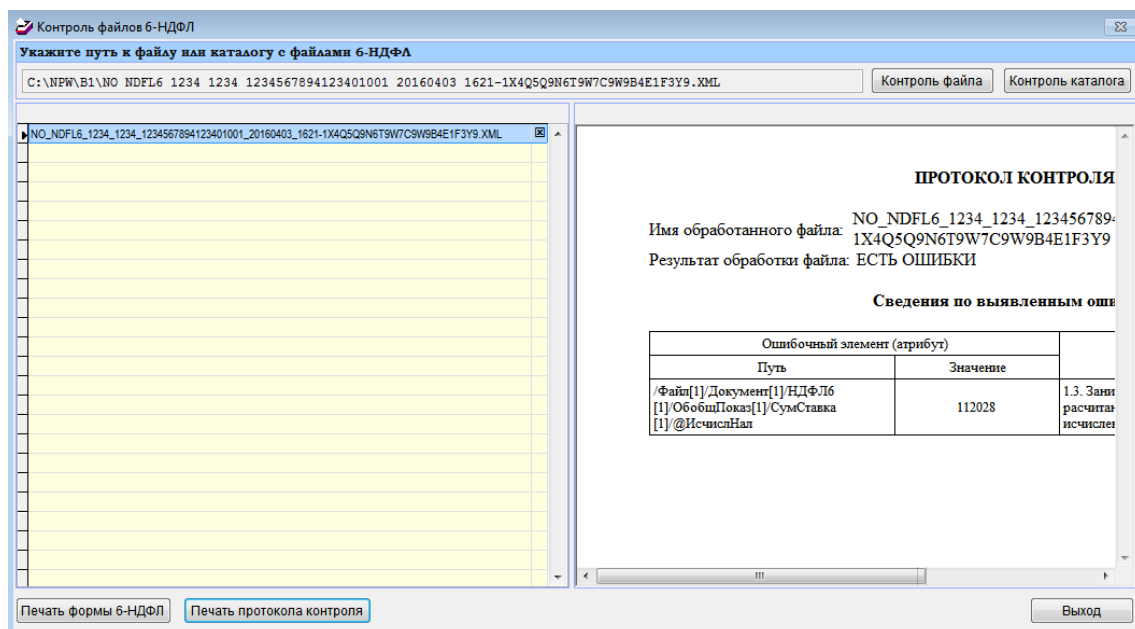 Контроль файлов 6-НДФЛ
Укажите путь к файлу или каталогу с файлами 6-НДФЛ
C:\NPW\B1\NO NDFL6 1234 1234 1234567894123401001 20160403 1621-1X4Q5Q9N6T9W7C9W9B4E1F3Y9.XML
Контроль файла
Контроль каталога
NO_NDFL6_1234_1234_1234567894123401001_20160403_1621-1X4Q5Q9N6T9W7C9W9B4E1F3Y9.XML
ПРОТОКОЛ КОНТРОЛЯ
Имя обработанного файла:
NO_NDFL6_1234_1234_123456789
1X4Q5Q9N6T9W7C9W9B4E1F3Y9
Результат обработки файла: ЕСТЬ ОШИБКИ
Сведения по выявленным
Ошибочный элемент (атрибут)
Путь
Значение
/Файл[1]/Документ[1]/НДФЛ6
[1]/ОбобщПоказ[1]/СумСтавка
[1]/@ИсчислНал
112028
1.3. Зани
расчитан
исчислен
Печать формы 6-НДФЛ
Печать протокола контроля
Выход